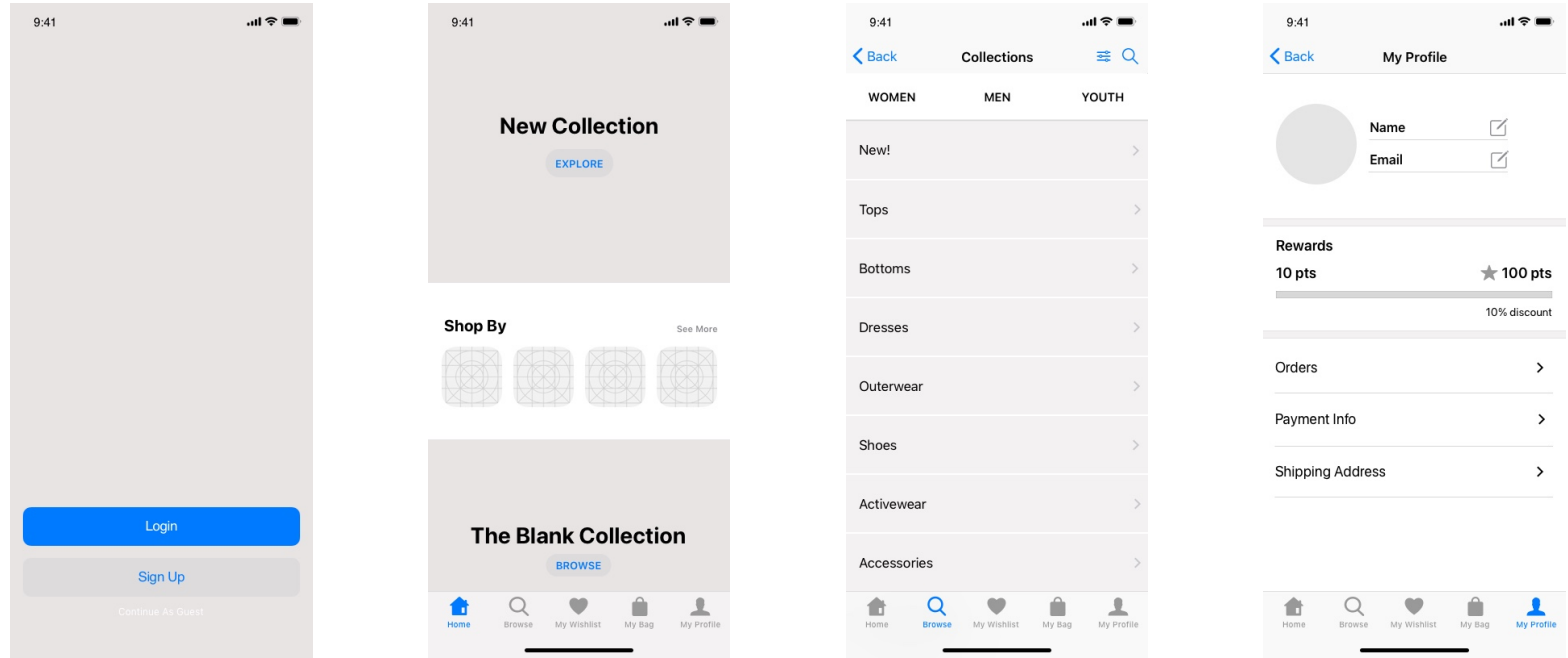 9:41
Login
Sign Up
Continue As Guest
9:41
New Collection
EXPLORE
Shop By See More
The Blank Collection
BROWSE
Home Browse My Wishlist My Bag My Profile
9:41
Back Collections
WOMEN MEN YOUTH
New!
Tops
Bottoms
Dresses
Outerwear
Shoes
Activewear
Accessories
Home Browse My Wishlist My Bag My Profile
9:41
Back My Profile
Name
Email
Rewards
10 pts 100 pts
10% discount
Orders
Payment Info
Shipping Address
Home Browse My Wishlist My Bag My Profile